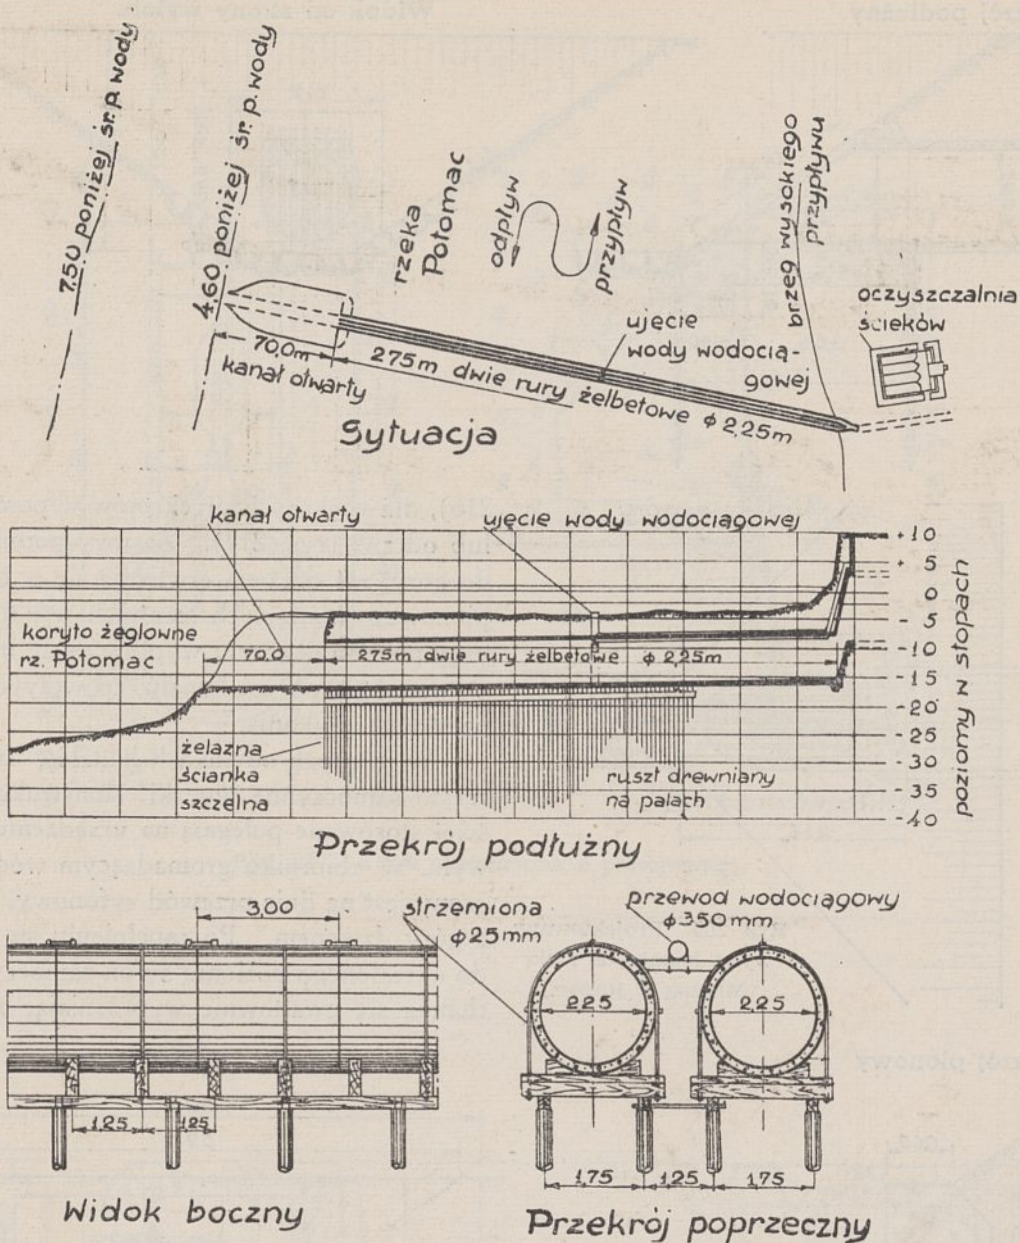 7.50 poniżej śr. p. wody
4.60 poniżej śr. p. wody
rzeka
Potomac
odpływ
przypływ
brzeg wysokiego
przypływu
oczyszczalnia
ścieków
ujęcie
wody wodocią-
gowej
70,0m
kanał otwarty
275m dwie rury żelbetowe φ 2,25m
Sytuacja
kanał otwarty
ujęcie wody wodociągowej
koryto żeglowne
rz. Potomac
70.0
275m dwie rury żelbetowe φ 2,25m
żelazna
ścianka
szczelna
ruszt drewniany
na palach
+10
+ 5
0
- 5
-10
-15
-20
-25
-30
-35
-40
poziomy w stopach
Przekrój podłużny
3,00
1,25
1,25
Widok boczny
strzemiona
φ 25mm
przewod wodociągowy
φ 350mm
2,25
2,25
1,75
1,25
1,75
Przekrój poprzeczny